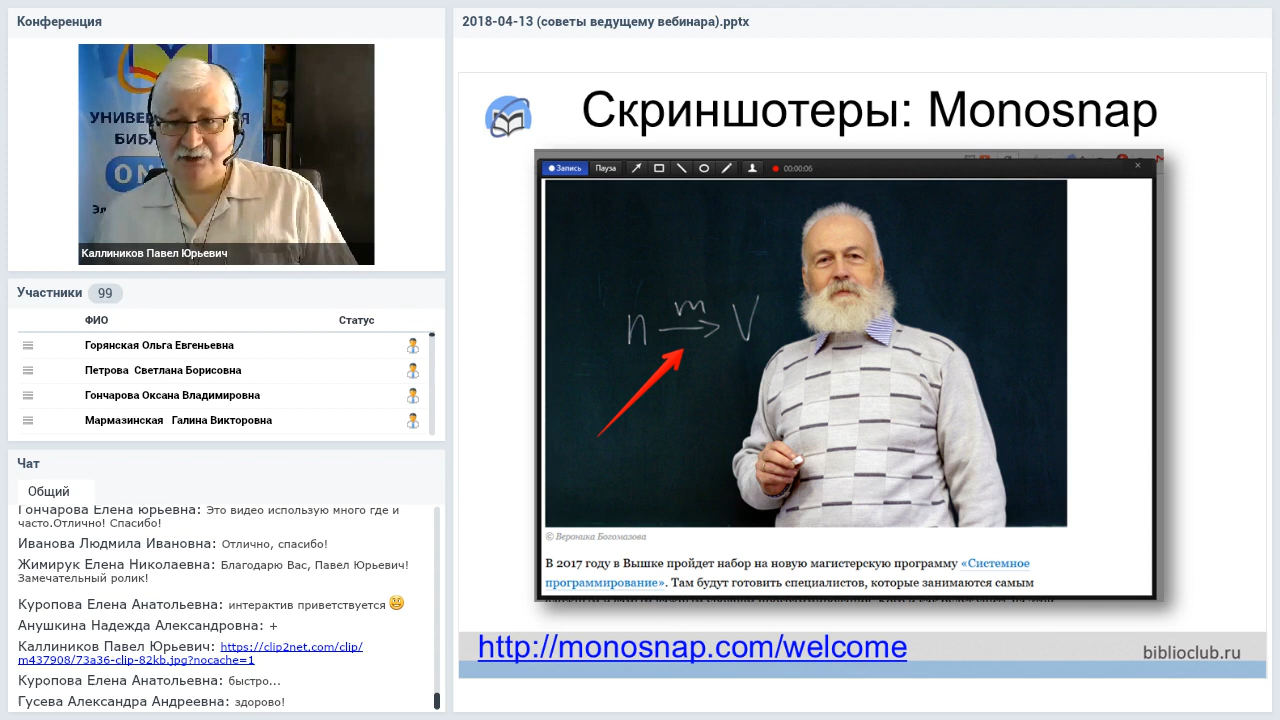 Конференция
УНИВЕР
БИБЛ
ON
Эл
Каллиников Павел Юрьевич
Участники 99
ФИО Статус
Горянская Ольга Евгеньевна
Петрова Светлана Борисовна
Гончарова Оксана Владимировна
Мармазинская Галина Викторовна
Чат
Общий
Гончарова Елена юрьевна: Это видео использую много где и
часто.Отлично! Спасибо!
Иванова Людмила Ивановна: Отлично, спасибо!
Жимирук Елена Николаевна: Благодарю Вас, Павел Юрьевич!
Замечательный ролик!
Куропова Елена Анатольевна: интерактив приветствуется
Анушкина Надежда Александровна: +
Каллиников Павел Юрьевич: https://clip2net.com/clip/
m437908/73a36-clip-82kb.jpg?nocache=1
Куропова Елена Анатольевна: быстро...
Гусева Александра Андреевна: здорово!
2018-04-13 (советы ведущему вебинара).pptx
Скриншотеры: Monosnap
Запись Пауза 00:00:06
n m V
© Вероника Богомазова
В 2017 году в Вышке пройдет набор на новую магистерскую программу «Системное
программирование». Там будут готовить специалистов, которые занимаются самым
http://monosnap.com/welcome
biblioclub.ru